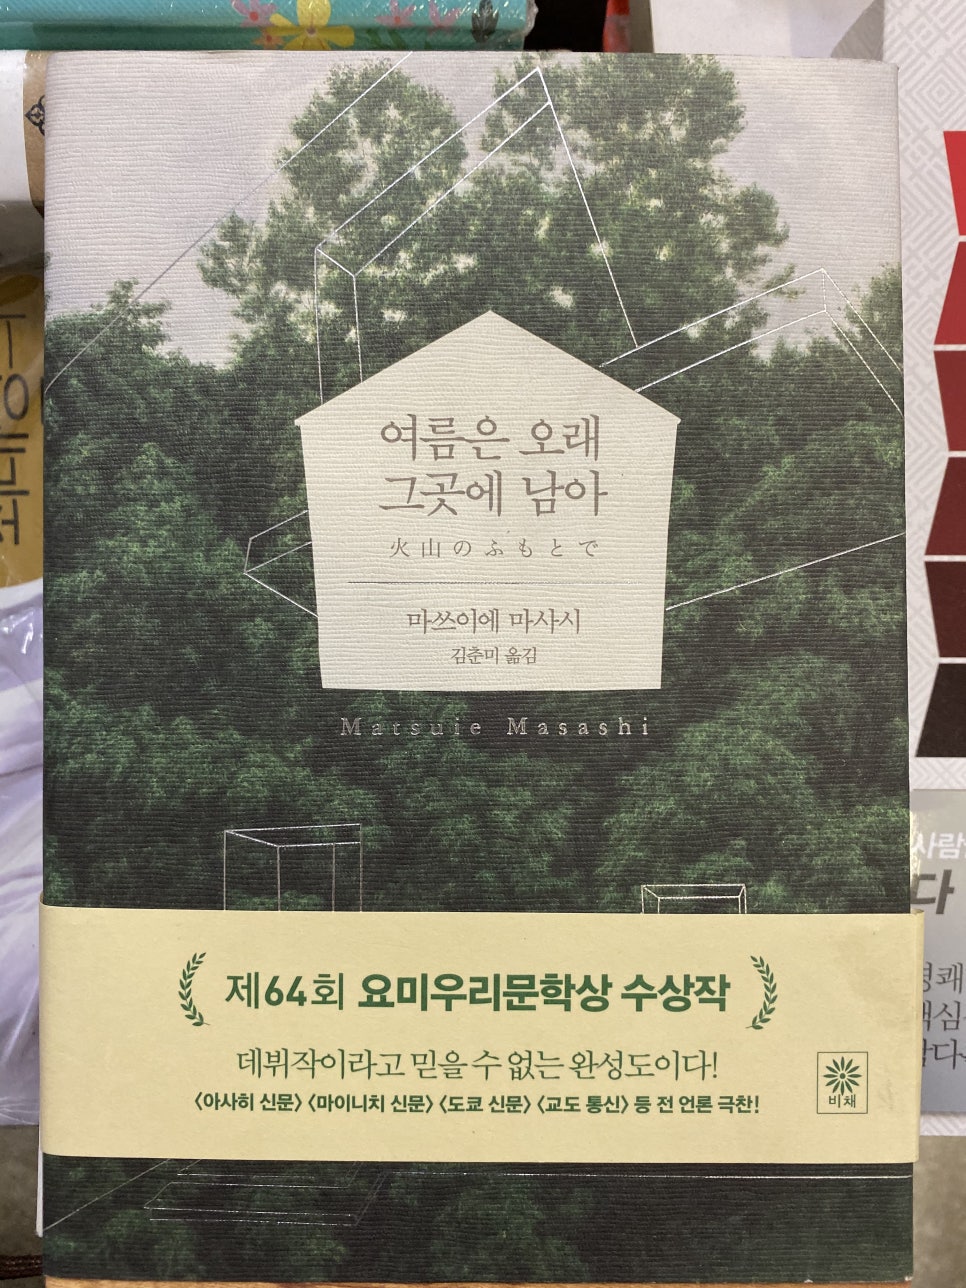 여름은 오래
그곳에 남아
火山のふもとで
마쓰이에 마사시
김춘미 옮김
Matsuie Masashi
제64회 요미우리문학상 수상작
데뷔작이라고 믿을 수 없는 완성도이다!
〈아사히 신문〉 〈마이니치 신문〉 〈도쿄 신문〉 〈교도 통신〉 등 전 언론 극찬!
비채
사람
다